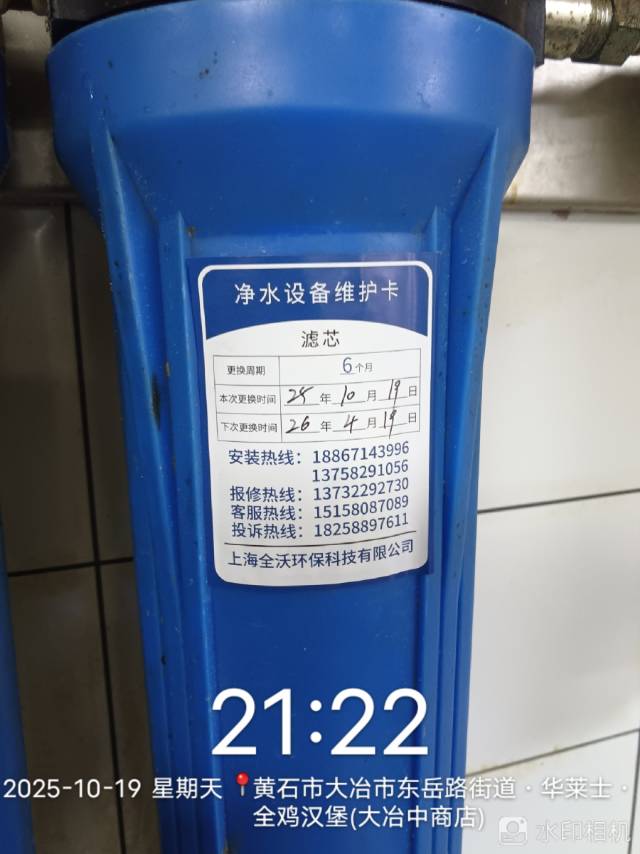 净水设备维护卡
滤芯
更换周期 6个月
本次更换时间 25年10月19日
下次更换时间 26年4月19日
安装热线：18867143996
13758291056
报修热线：13732292730
客服热线：15158087089
投诉热线：18258897611
上海全沃环保科技有限公司
21:22
2025-10-19 星期天 📍黄石市大冶市东岳路街道·华莱士·
全鸡汉堡(大冶中商店)
水印相机